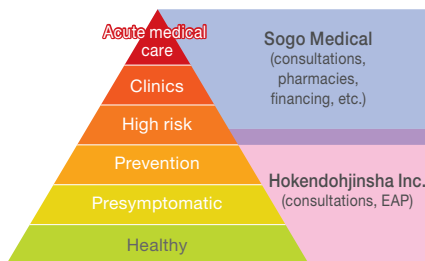 Acute medical
care
Clinics
High risk
Prevention
Presymptomatic
Healthy
Sogo Medical
(consultations,
pharmacies,
financing, etc.)
Hokendohjinsha Inc.
(consultations, EAP)